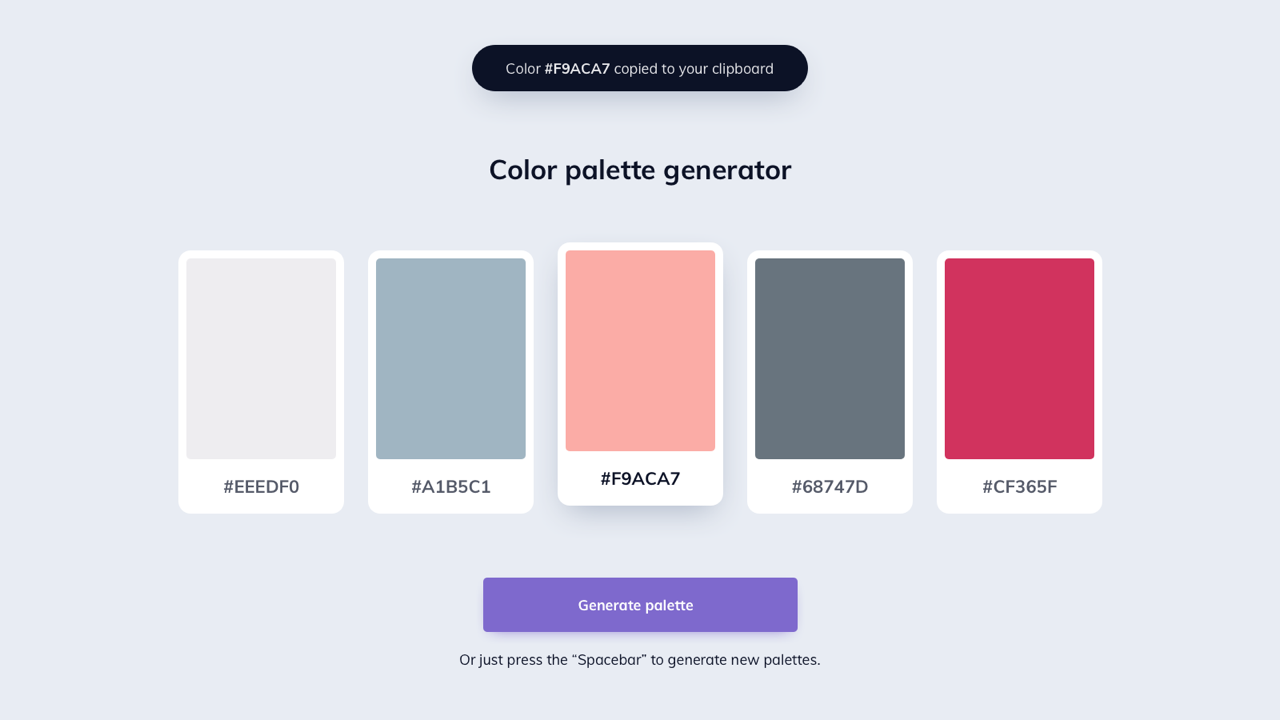 Color #F9ACA7 copied to your clipboard
Color palette generator
#EEEDF0
#A1B5C1
#F9ACA7
#68747D
#CF365F
Generate palette
Or just press the “Spacebar” to generate new palettes.